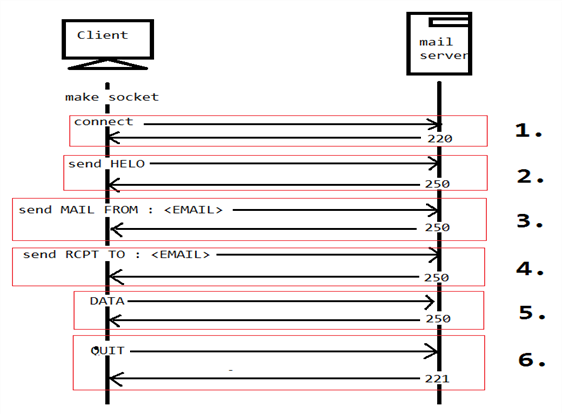 Client
mail
server
make socket
connect
220
1.
send HELO
250
2.
send MAIL FROM : <EMAIL>
250
3.
send RCPT TO : <EMAIL>
250
4.
DATA
250
5.
QUIT
221
6.